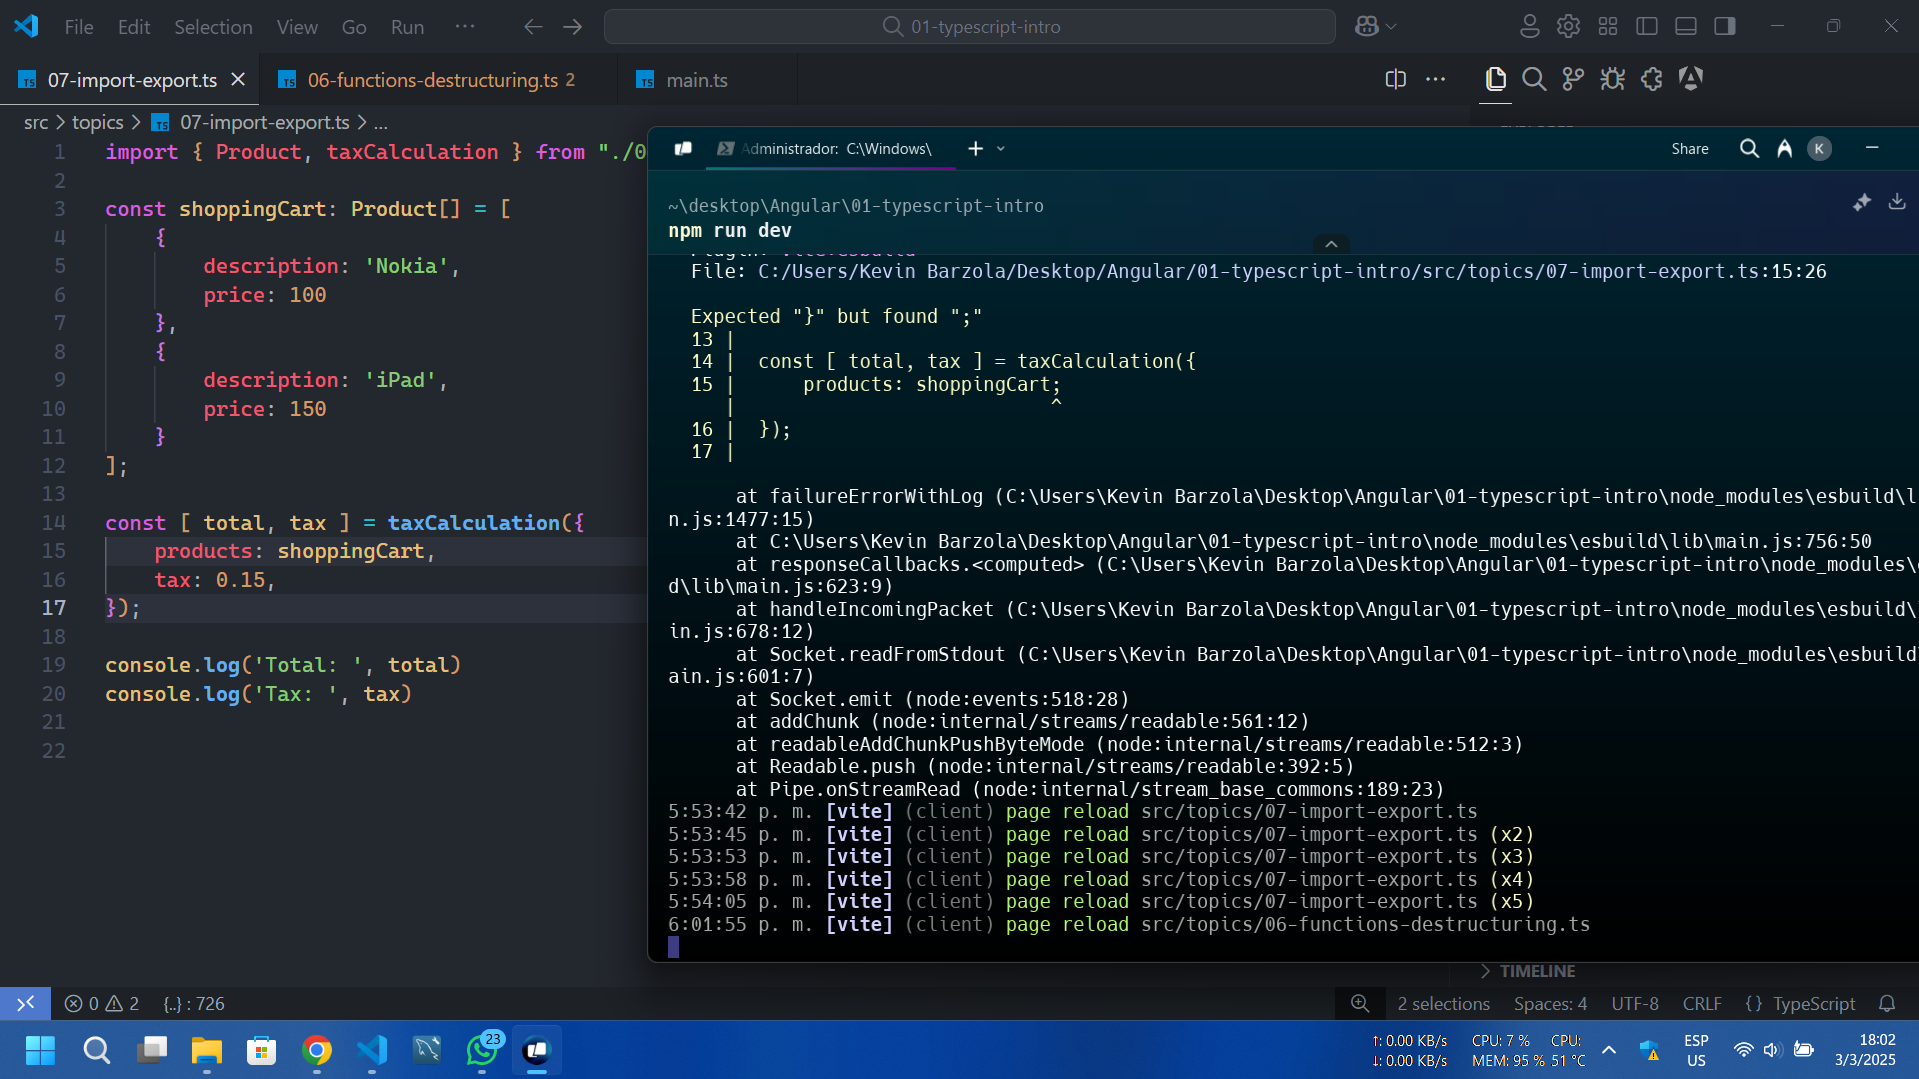 File Edit Selection View Go Run ··· 01-typescript-intro
07-import-export.ts 06-functions-destructuring.ts 2 main.ts
src > topics > 07-import-export.ts > ...
1 import { Product, taxCalculation } from "./0
2
3 const shoppingCart: Product[] = [
4 {
5 description: 'Nokia',
6 price: 100
7 },
8 {
9 description: 'iPad',
10 price: 150
11 }
12 ];
13
14 const [ total, tax ] = taxCalculation({
15 products: shoppingCart,
16 tax: 0.15,
17 });
18
19 console.log('Total: ', total)
20 console.log('Tax: ', tax)
21
22
Administrador: C:\Windows\ Share K
~\desktop\Angular\01-typescript-intro
npm run dev
File: C:/Users/Kevin Barzola/Desktop/Angular/01-typescript-intro/src/topics/07-import-export.ts:15:26
Expected "}" but found ";"
13 |
14 | const [ total, tax ] = taxCalculation({
15 | products: shoppingCart;
| ^
16 | });
17 |
at failureErrorWithLog (C:\Users\Kevin Barzola\Desktop\Angular\01-typescript-intro\node_modules\esbuild\l
n.js:1477:15)
at C:\Users\Kevin Barzola\Desktop\Angular\01-typescript-intro\node_modules\esbuild\lib\main.js:756:50
at responseCallbacks.<computed> (C:\Users\Kevin Barzola\Desktop\Angular\01-typescript-intro\node_modules\
d\lib\main.js:623:9)
at handleIncomingPacket (C:\Users\Kevin Barzola\Desktop\Angular\01-typescript-intro\node_modules\esbuild\
in.js:678:12)
at Socket.readFromStdout (C:\Users\Kevin Barzola\Desktop\Angular\01-typescript-intro\node_modules\esbuild
ain.js:601:7)
at Socket.emit (node:events:518:28)
at addChunk (node:internal/streams/readable:561:12)
at readableAddChunkPushByteMode (node:internal/streams/readable:512:3)
at Readable.push (node:internal/streams/readable:392:5)
at Pipe.onStreamRead (node:internal/stream_base_commons:189:23)
5:53:42 p. m. [vite] (client) page reload src/topics/07-import-export.ts
5:53:45 p. m. [vite] (client) page reload src/topics/07-import-export.ts (x2)
5:53:53 p. m. [vite] (client) page reload src/topics/07-import-export.ts (x3)
5:53:58 p. m. [vite] (client) page reload src/topics/07-import-export.ts (x4)
5:54:05 p. m. [vite] (client) page reload src/topics/07-import-export.ts (x5)
6:01:55 p. m. [vite] (client) page reload src/topics/06-functions-destructuring.ts
TIMELINE
0 2 {..} : 726 2 selections Spaces: 4 UTF-8 CRLF {} TypeScript
23 ↑: 0.00 KB/s CPU: 7 % CPU: ESP 18:02
↓: 0.00 KB/s MEM: 95 % 51 °C US 3/3/2025